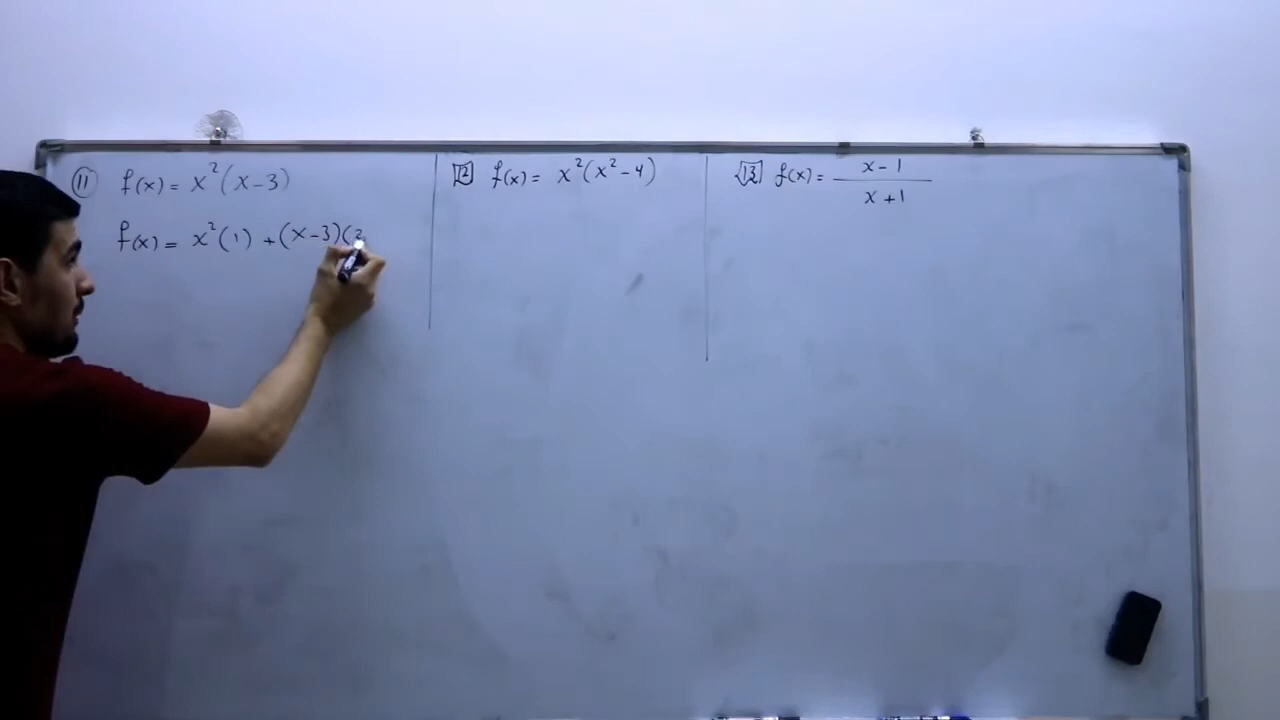 ⑪ f(x) = x²(x-3)
f(x) = x²(1) + (x-3)(2
12 f(x) = x²(x²-4)
13 f(x) = x-1
x+1